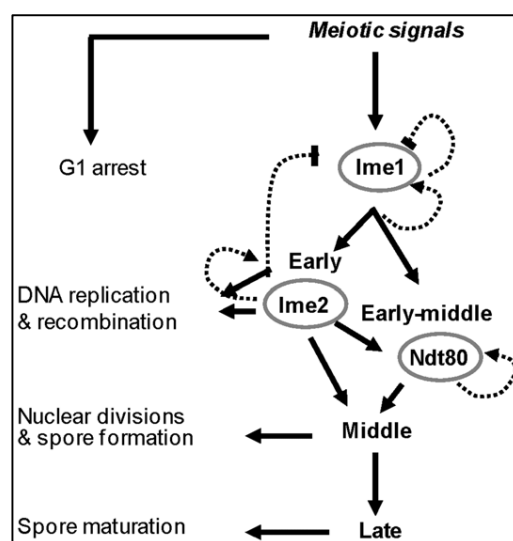 Meiotic signals
G1 arrest
Ime1
Early
DNA replication
& recombination
Ime2
Early-middle
Ndt80
Nuclear divisions
& spore formation
Middle
Spore maturation
Late